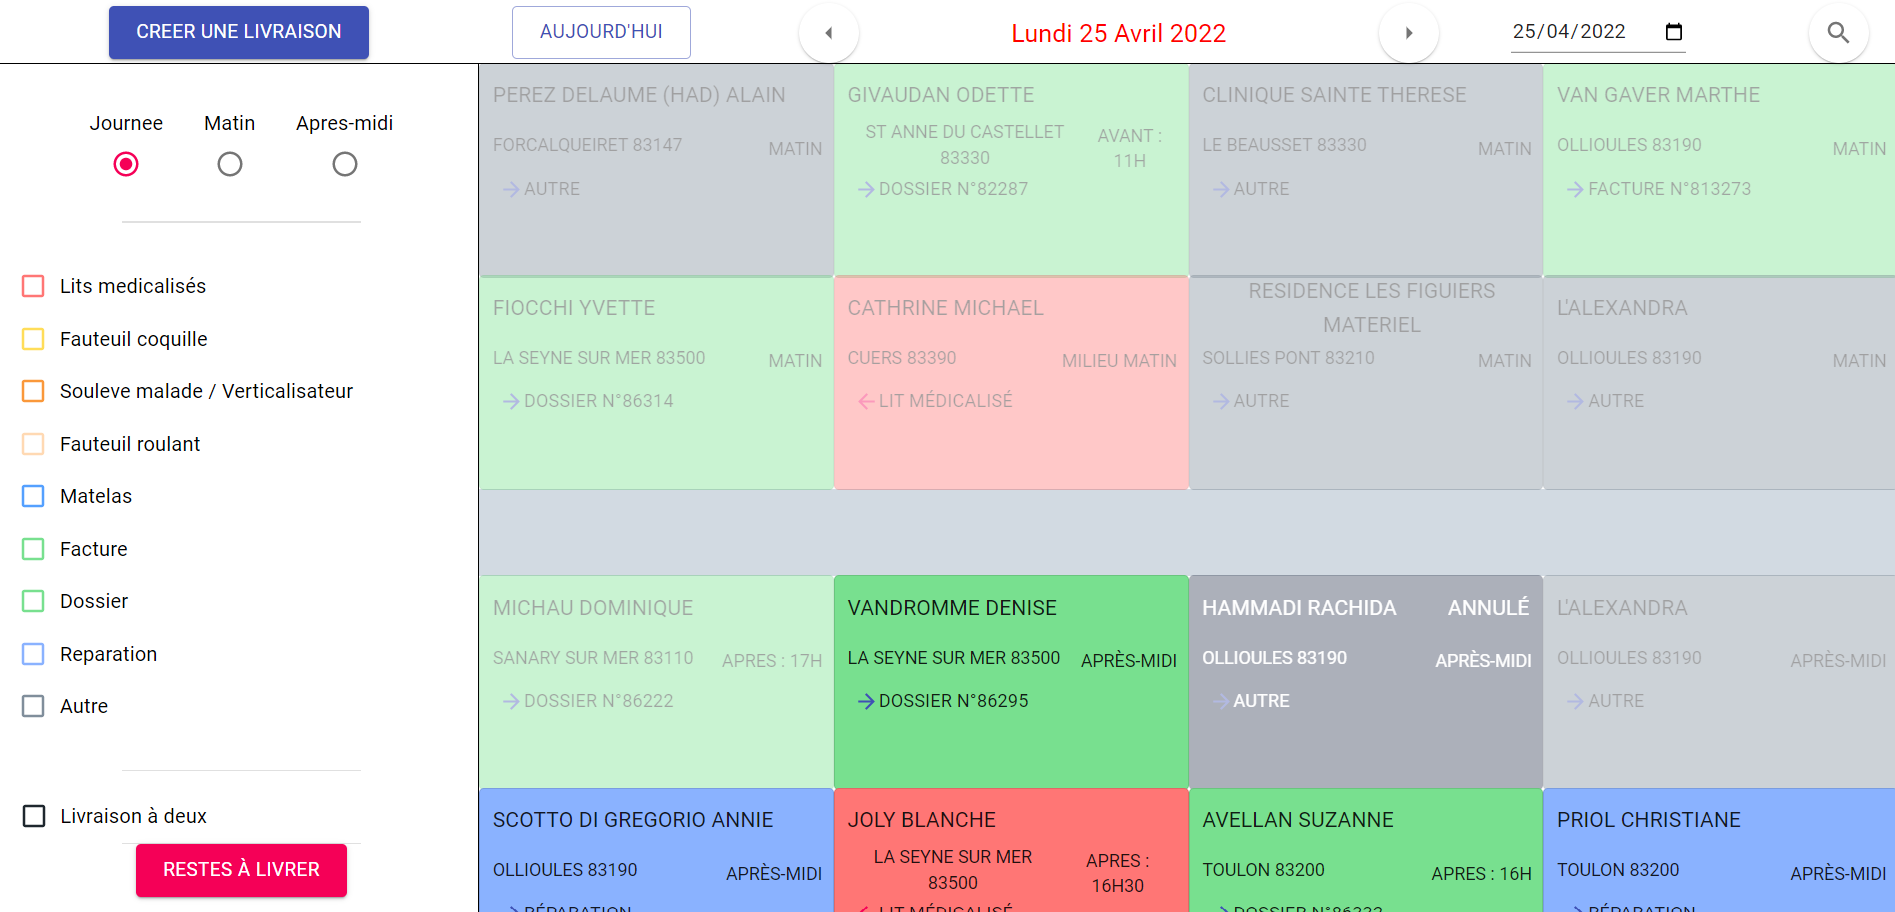 CREER UNE LIVRAISON
AUJOURD'HUI
Lundi 25 Avril 2022
25/04/2022
Journee Matin Apres-midi
Lits medicalisés
Fauteuil coquille
Souleve malade / Verticalisateur
Fauteuil roulant
Matelas
Facture
Dossier
Reparation
Autre
Livraison à deux
RESTES À LIVRER
PEREZ DELAUME (HAD) ALAIN
FORCALQUEIRET 83147
MATIN
AUTRE
GIVAUDAN ODETTE
ST ANNE DU CASTELLET
83330
AVANT :
11H
DOSSIER N°82287
CLINIQUE SAINTE THERESE
LE BEAUSSET 83330
MATIN
AUTRE
VAN GAVER MARTHE
OLLIOULES 83190
MATIN
FACTURE N°813273
FIOCCHI YVETTE
LA SEYNE SUR MER 83500
MATIN
DOSSIER N°86314
CATHRINE MICHAEL
CUERS 83390
MILIEU MATIN
LIT MÉDICALISÉ
RESIDENCE LES FIGUIERS
MATERIEL
SOLLIES PONT 83210
MATIN
AUTRE
L'ALEXANDRA
OLLIOULES 83190
MATIN
AUTRE
MICHAU DOMINIQUE
SANARY SUR MER 83110
APRES : 17H
DOSSIER N°86222
VANDROMME DENISE
LA SEYNE SUR MER 83500
APRÈS-MIDI
DOSSIER N°86295
HAMMADI RACHIDA
ANNULÉ
OLLIOULES 83190
APRÈS-MIDI
AUTRE
L'ALEXANDRA
OLLIOULES 83190
APRÈS-MIDI
AUTRE
SCOTTO DI GREGORIO ANNIE
OLLIOULES 83190
APRÈS-MIDI
RÉPARATION
JOLY BLANCHE
LA SEYNE SUR MER
83500
APRES :
16H30
LIT MÉDICALISÉ
AVELLAN SUZANNE
TOULON 83200
APRES : 16H
DOSSIER
PRIOL CHRISTIANE
TOULON 83200
APRÈS-MIDI
RÉPARATION